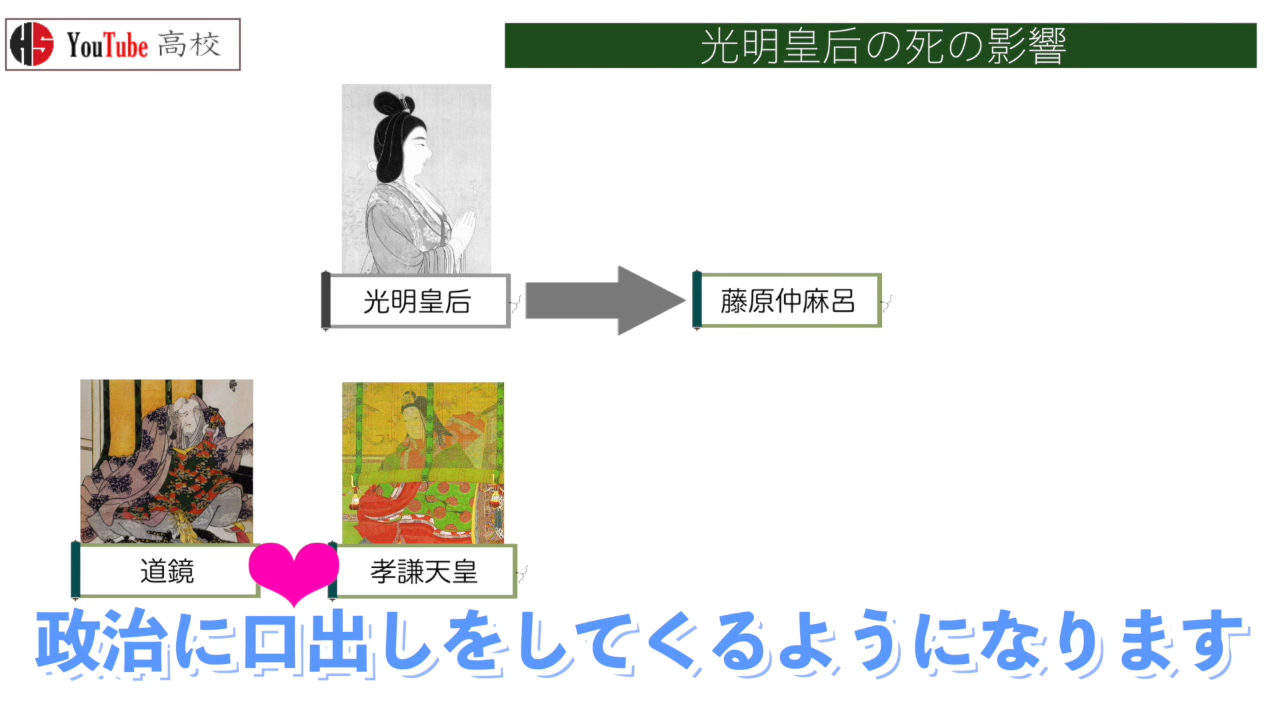 HS YouTube 高校
光明皇后の死の影響
光明皇后
藤原仲麻呂
道鏡
孝謙天皇
政治に口出しをしてくるようになります